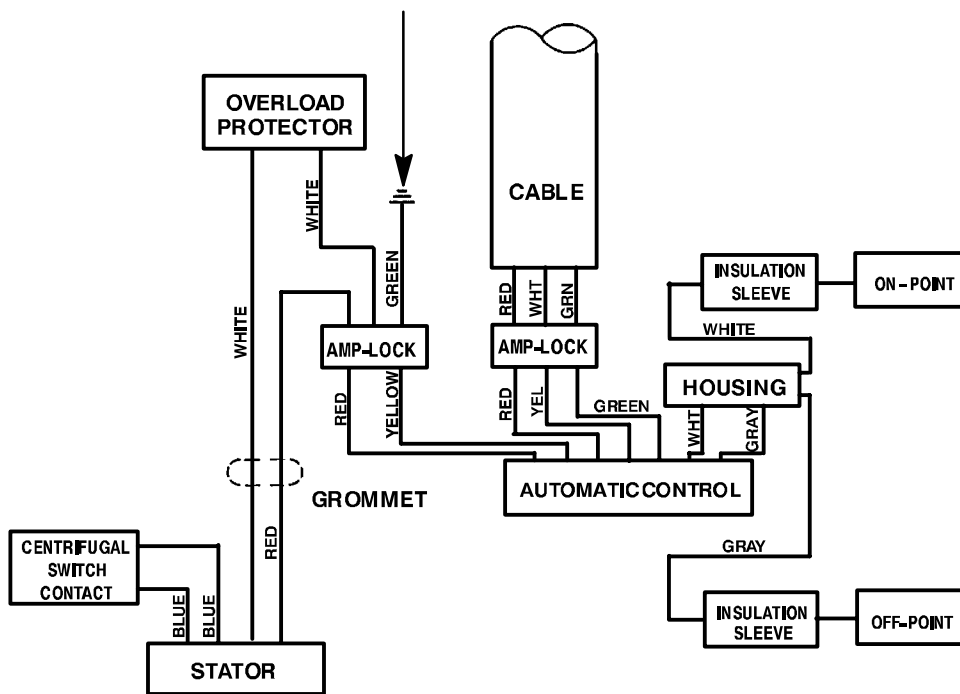 OVERLOAD
PROTECTOR
CABLE
WHITE
GREEN
RED
WHT
GRN
INSULATION
SLEEVE
ON-POINT
WHITE
WHITE
AMP-LOCK
AMP-LOCK
HOUSING
RED
YELLOW
RED
YEL
GREEN
WHT
GRAY
AUTOMATIC CONTROL
GROMMET
RED
GRAY
CENTRIFUGAL
SWITCH
CONTACT
BLUE
BLUE
INSULATION
SLEEVE
OFF-POINT
STATOR